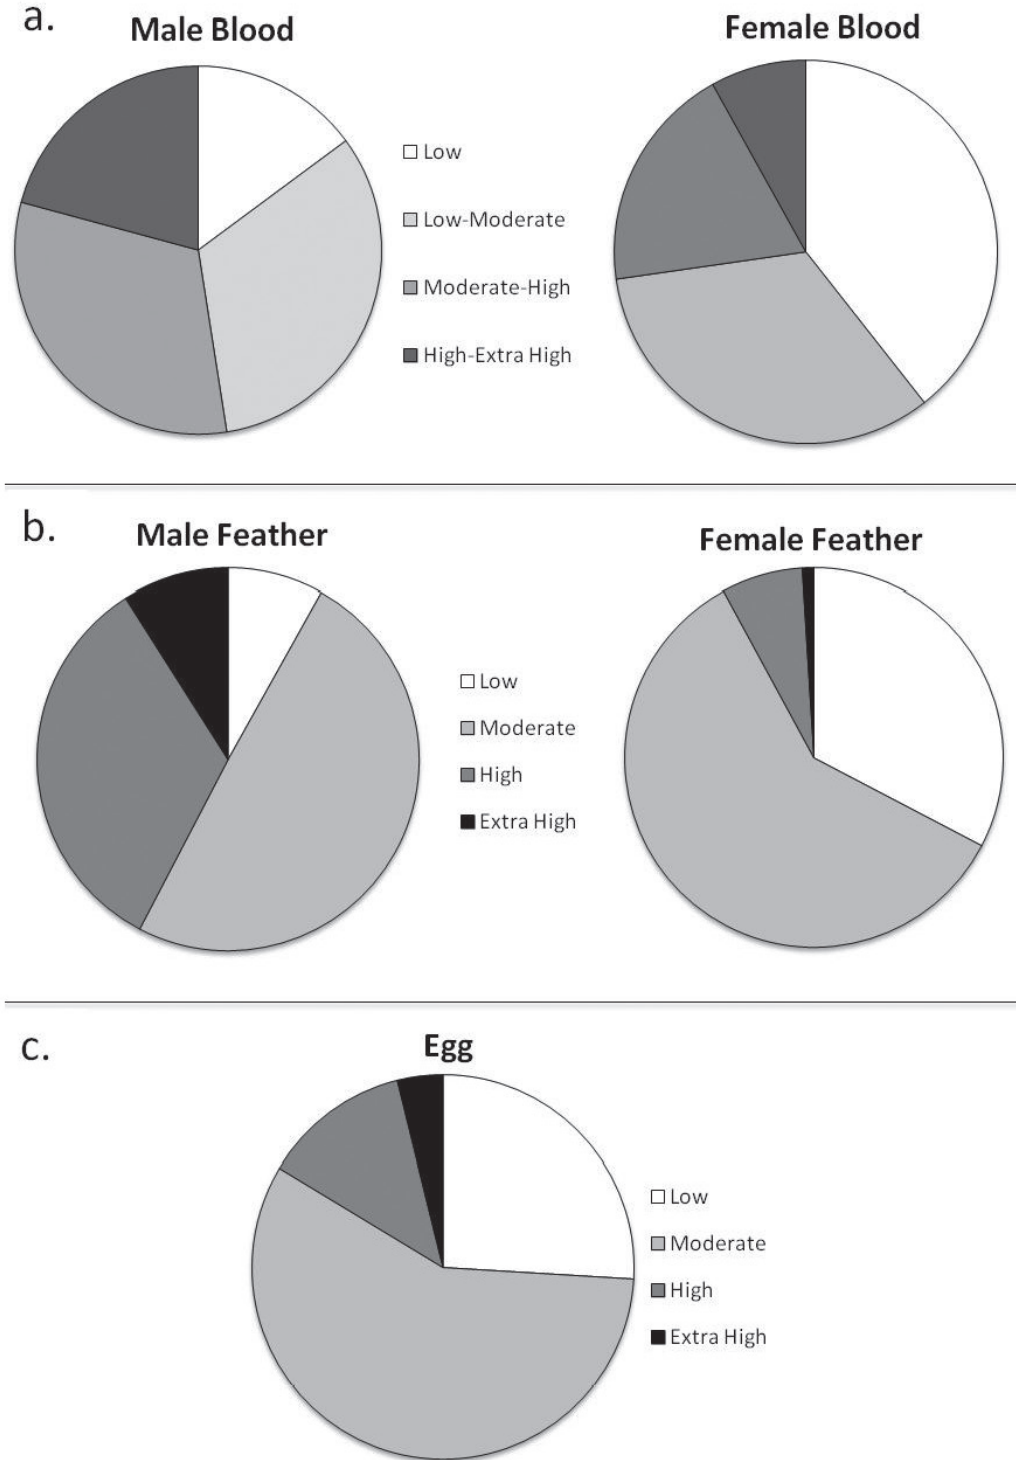 a.
Male Blood
Female Blood
Low
Low-Moderate
Moderate-High
High-Extra High
b.
Male Feather
Female Feather
Low
Moderate
High
Extra High
c.
Egg
Low
Moderate
High
Extra High